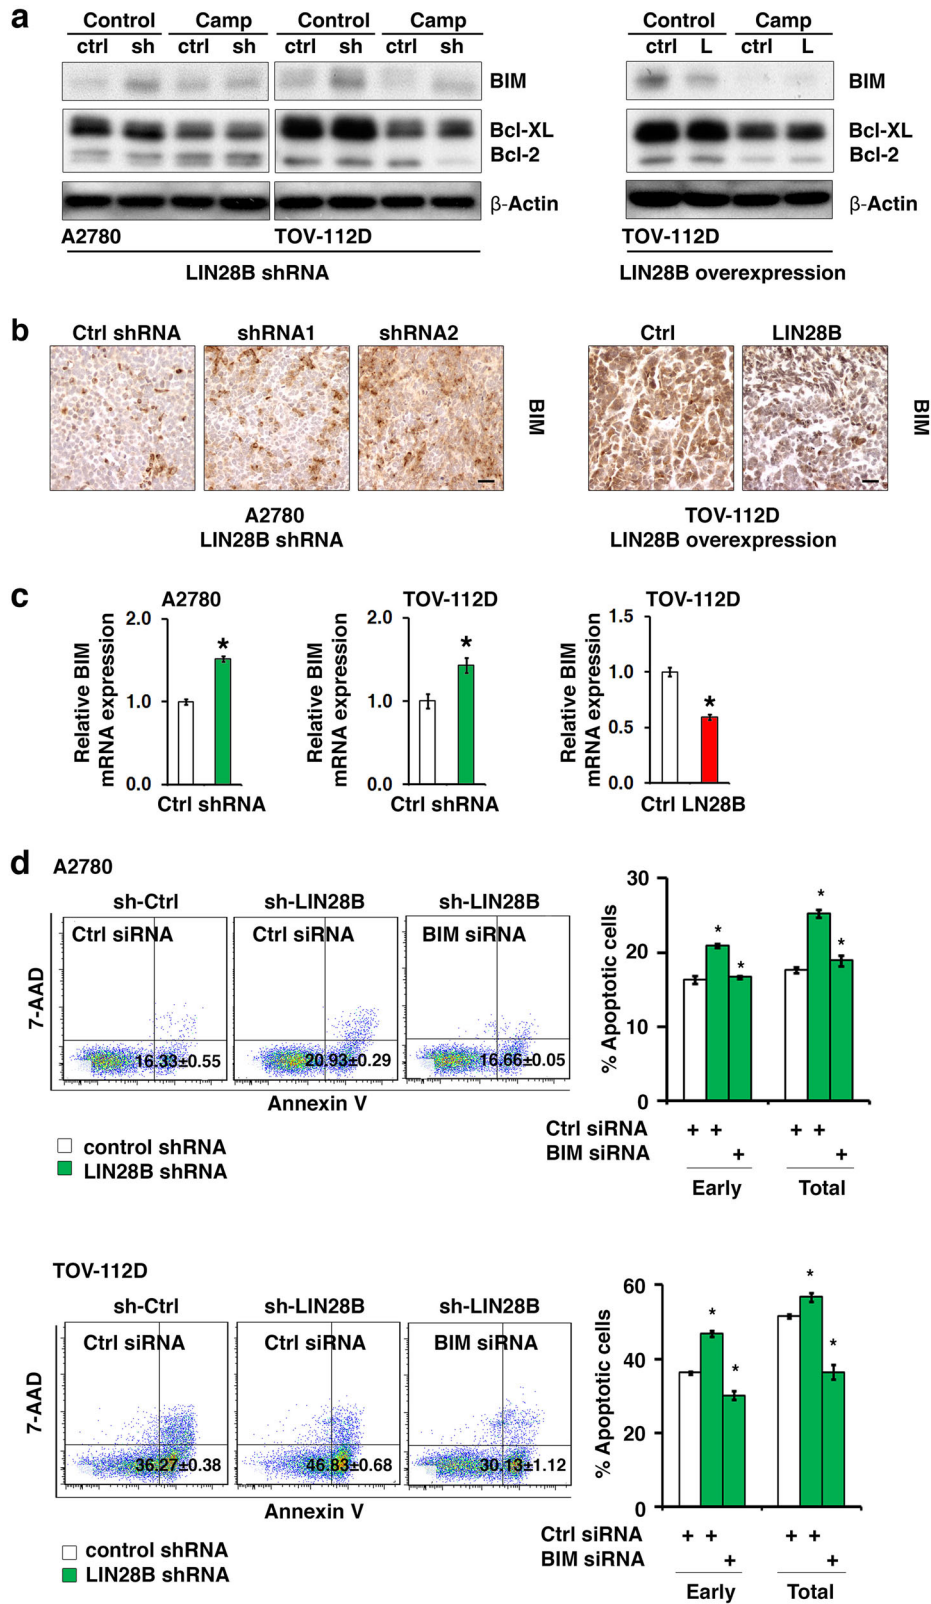 a
Control Camp Control Camp Control Camp
ctrl sh ctrl sh ctrl sh ctrl sh ctrl L ctrl L
BIM BIM
Bcl-XL Bcl-XL
Bcl-2 Bcl-2
β-Actin β-Actin
A2780 TOV-112D TOV-112D
LIN28B shRNA LIN28B overexpression
b
Ctrl shRNA shRNA1 shRNA2 Ctrl LIN28B
BIM BIM
A2780 TOV-112D
LIN28B shRNA LIN28B overexpression
c
A2780
Relative BIM
mRNA expression
2.0
1.0
0.0
*
Ctrl shRNA
TOV-112D
Relative BIM
mRNA expression
2.0
1.0
0.0
*
Ctrl shRNA
TOV-112D
Relative BIM
mRNA expression
1.5
1.0
0.5
0.0
*
Ctrl LN28B
d
A2780
sh-Ctrl sh-LIN28B sh-LIN28B
Ctrl siRNA Ctrl siRNA BIM siRNA
7-AAD
16.33±0.55 20.93±0.29 16.66±0.05
Annexin V
control shRNA
LIN28B shRNA
% Apoptotic cells
30
20
10
0
* * * *
Ctrl siRNA + + + +
BIM siRNA + +
Early Total
TOV-112D
sh-Ctrl sh-LIN28B sh-LIN28B
Ctrl siRNA Ctrl siRNA BIM siRNA
7-AAD
36.27±0.38 46.83±0.68 30.13±1.12
Annexin V
control shRNA
LIN28B shRNA
% Apoptotic cells
60
40
20
0
* * * *
Ctrl siRNA + + + +
BIM siRNA + +
Early Total